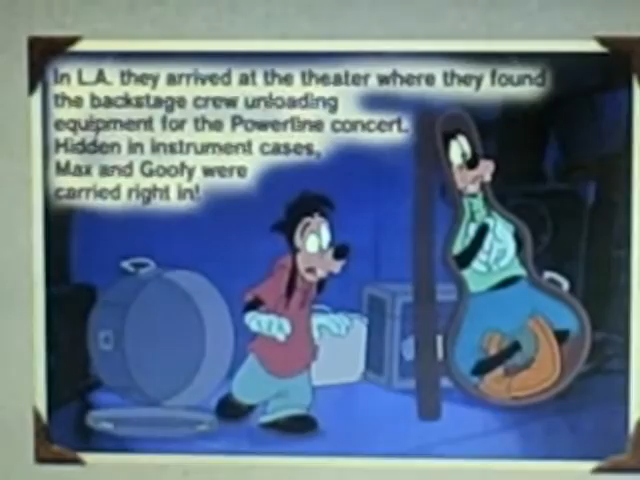 In L.A. they arrived at the theater where they found
the backstage crew unloading
equipment for the Powerline concert.
Hidden in instrument cases,
Max and Goofy were
carried right in!